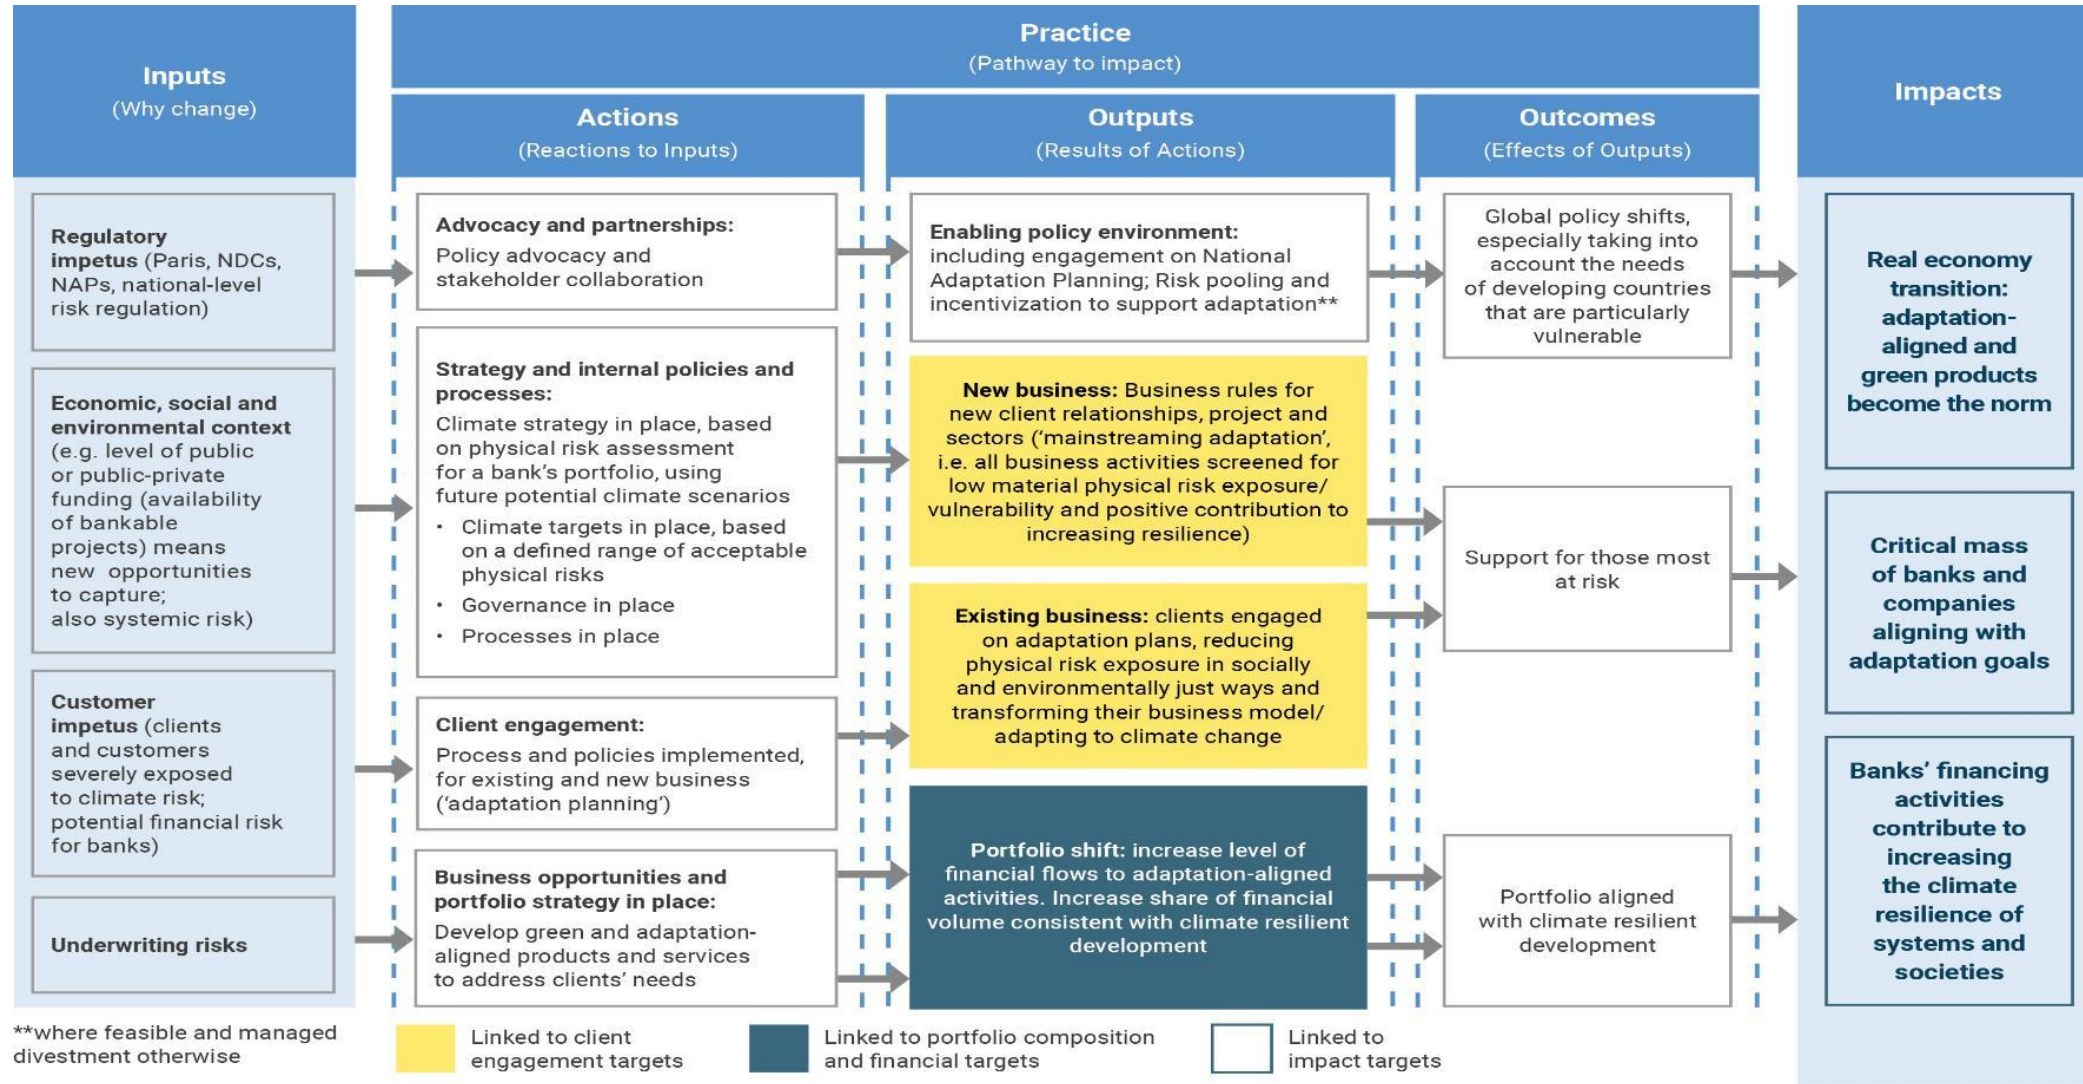 Inputs
(Why change)
Practice
(Pathway to impact)
Impacts
Actions
(Reactions to Inputs)
Outputs
(Results of Actions)
Outcomes
(Effects of Outputs)
Regulatory
impetus (Paris, NDCs,
NAPs, national-level
risk regulation)
Economic, social and
environmental context
(e.g. level of public
or public-private
funding (availability
of bankable
projects) means
new opportunities
to capture;
also systemic risk)
Customer
impetus (clients
and customers
severely exposed
to climate risk;
potential financial risk
for banks)
Underwriting risks
Advocacy and partnerships:
Policy advocacy and
stakeholder collaboration
Strategy and internal policies and
processes:
Climate strategy in place, based
on physical risk assessment
for a bank's portfolio, using
future potential climate scenarios
• Climate targets in place, based
on a defined range of acceptable
physical risks
• Governance in place
• Processes in place
Client engagement:
Process and policies implemented,
for existing and new business
('adaptation planning')
Business opportunities and
portfolio strategy in place:
Develop green and adaptation-
aligned products and services
to address clients' needs
Enabling policy environment:
including engagement on National
Adaptation Planning; Risk pooling and
incentivization to support adaptation**
New business: Business rules for
new client relationships, project and
sectors ('mainstreaming adaptation',
i.e. all business activities screened for
low material physical risk exposure/
vulnerability and positive contribution to
increasing resilience)
Existing business: clients engaged
on adaptation plans, reducing
physical risk exposure in socially
and environmentally just ways and
transforming their business model/
adapting to climate change
Portfolio shift: increase level of
financial flows to adaptation-aligned
activities. Increase share of financial
volume consistent with climate resilient
development
Global policy shifts,
especially taking into
account the needs
of developing countries
that are particularly
vulnerable
Support for those most
at risk
Portfolio aligned
with climate resilient
development
Real economy
transition:
adaptation-
aligned and
green products
become the norm
Critical mass
of banks and
companies
aligning with
adaptation goals
Banks' financing
activities
contribute to
increasing
the climate
resilience of
systems and
societies
**where feasible and managed
divestment otherwise
Linked to client
engagement targets
Linked to portfolio composition
and financial targets
Linked to
impact targets